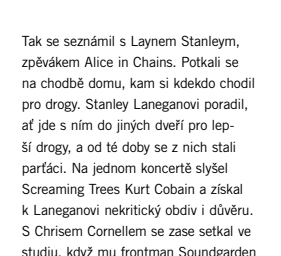 Tak se seznámil s Laynem Stanleym,
zpěvákem Alice in Chains. Potkali se
na chodbě domu, kam si kdekdo chodil
pro drogy. Stanley Laneganovi poradil,
ať jde s ním do jiných dveří pro lep-
ší drogy, a od té doby se z nich stali
parťáci. Na jednom koncertě slyšel
Screaming Trees Kurt Cobain a získal
k Laneganovi nekritický obdiv i důvěru.
S Chrisem Cornellem se zase setkal ve
studiu, když mu frontman Soundgarden